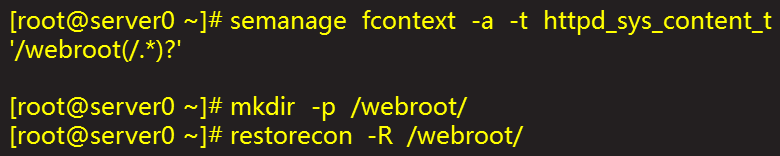 [root@server0 ~]# semanage fcontext -a -t httpd_sys_content_t
'/webroot(/.*)?'
[root@server0 ~]# mkdir -p /webroot/
[root@server0 ~]# restorecon -R /webroot/